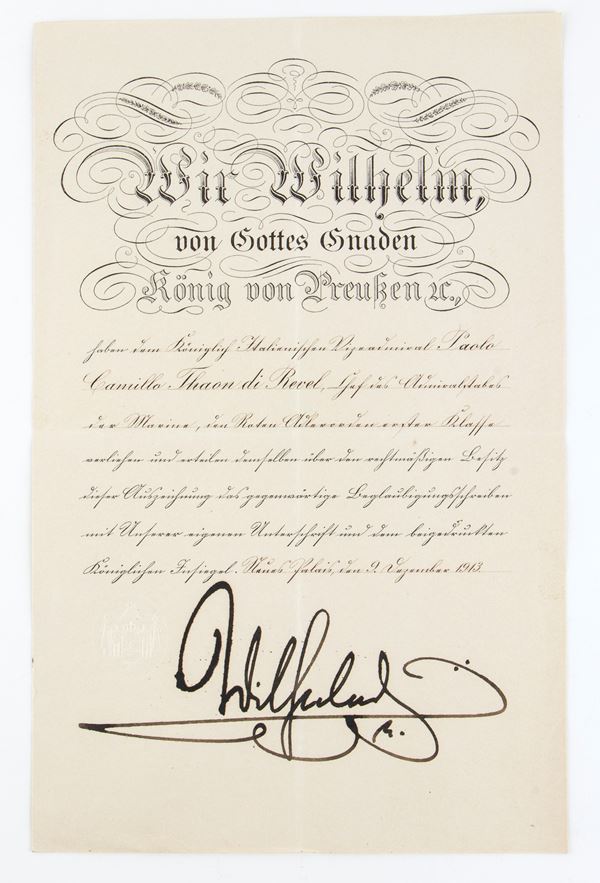 Wir Wilhelm,
von Gottes Gnaden
König von Preußen ꝛc.,
haben dem Königlich Italienischen Vizeadmiral Paolo
Camillo Thaon di Revel, Chef des Admiralstabes
der Marine, den Roten Adlerorden erster Klasse
verliehen und erteilen demselben über den rechtmäßigen Besitz
dieser Auszeichnung das gegenwärtige Beglaubigungsschreiben
mit Unserer eigenen Unterschrift und dem beigedruckten
Königlichen Insiegel. Neues Palais, den 9. Dezember 1913.
Wilhelm
R.